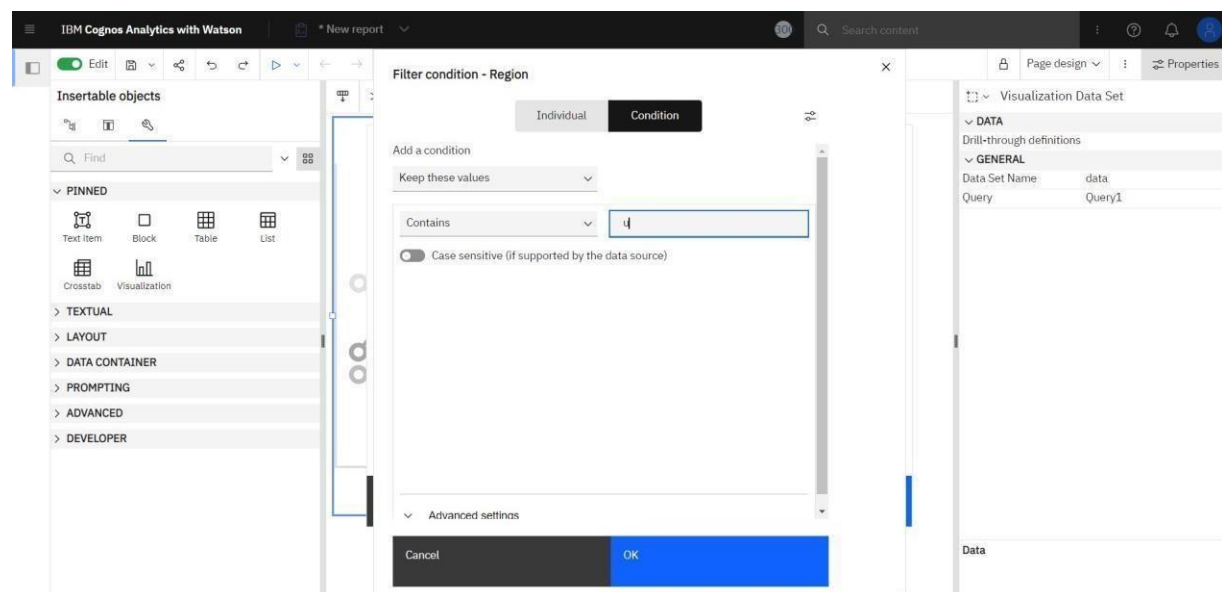 IBM Cognos Analytics with Watson
* New report
Search content
Edit
Page design
Properties
Insertable objects
Find
PINNED
Text item
Block
Table
List
Crosstab
Visualization
TEXTUAL
LAYOUT
DATA CONTAINER
PROMPTING
ADVANCED
DEVELOPER
Filter condition - Region
Individual
Condition
Add a condition
Keep these values
Contains
u
Case sensitive (if supported by the data source)
Advanced settings
Cancel
OK
Visualization Data Set
DATA
Drill-through definitions
GENERAL
Data Set Name data
Query Query1
Data